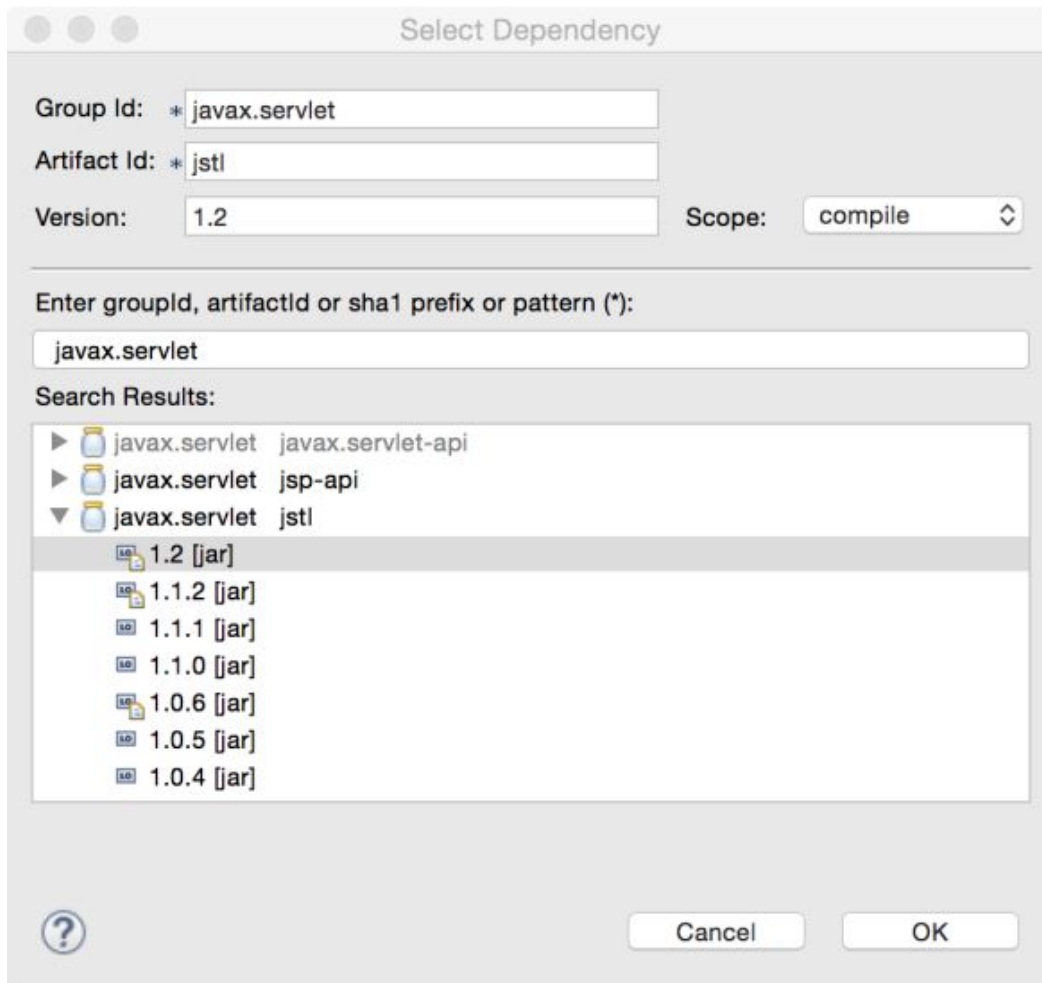 Select Dependency
Group Id: * javax.servlet
Artifact Id: * jstl
Version: 1.2 Scope: compile
Enter groupId, artifactId or sha1 prefix or pattern (*):
javax.servlet
Search Results:
javax.servlet javax.servlet-api
javax.servlet jsp-api
javax.servlet jstl
1.2 [jar]
1.1.2 [jar]
1.1.1 [jar]
1.1.0 [jar]
1.0.6 [jar]
1.0.5 [jar]
1.0.4 [jar]
? Cancel OK